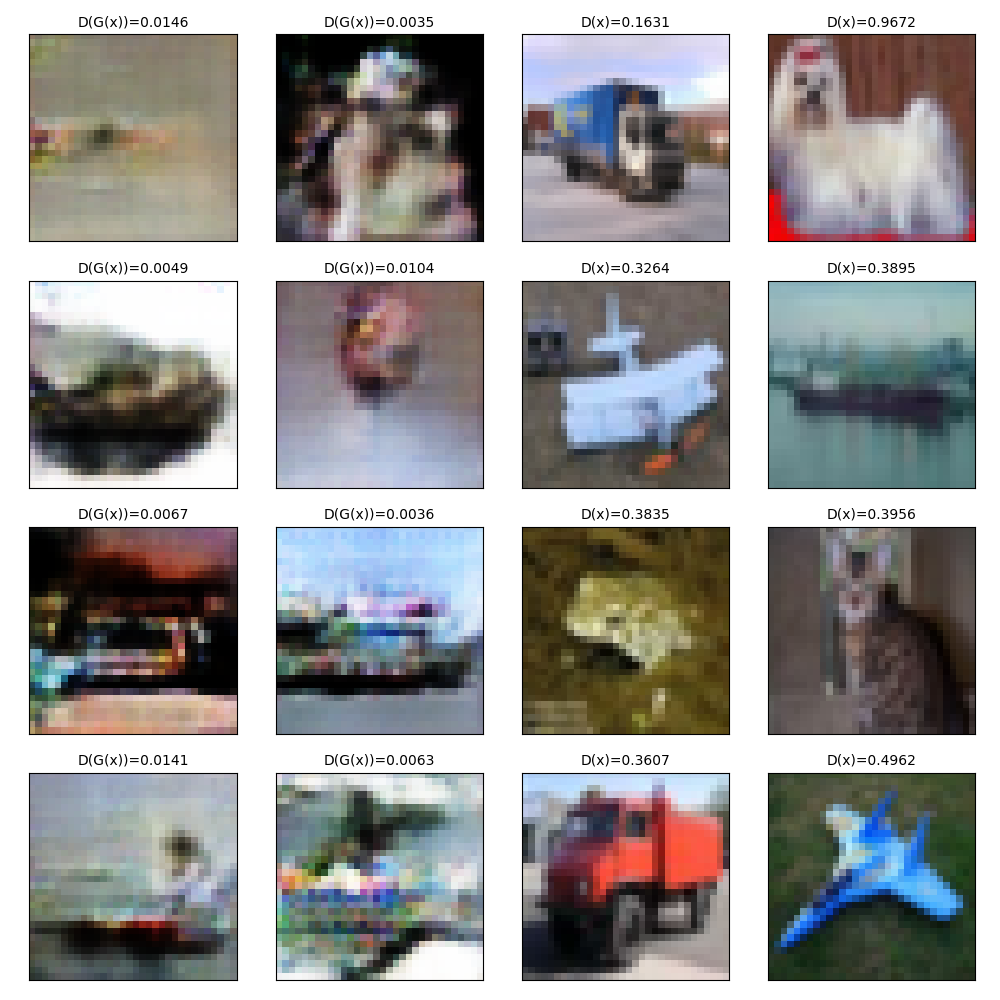 D(G(x))=0.0146
D(G(x))=0.0035
D(x)=0.1631
D(x)=0.9672
D(G(x))=0.0049
D(G(x))=0.0104
D(x)=0.3264
D(x)=0.3895
D(G(x))=0.0067
D(G(x))=0.0036
D(x)=0.3835
D(x)=0.3956
D(G(x))=0.0141
D(G(x))=0.0063
D(x)=0.3607
D(x)=0.4962